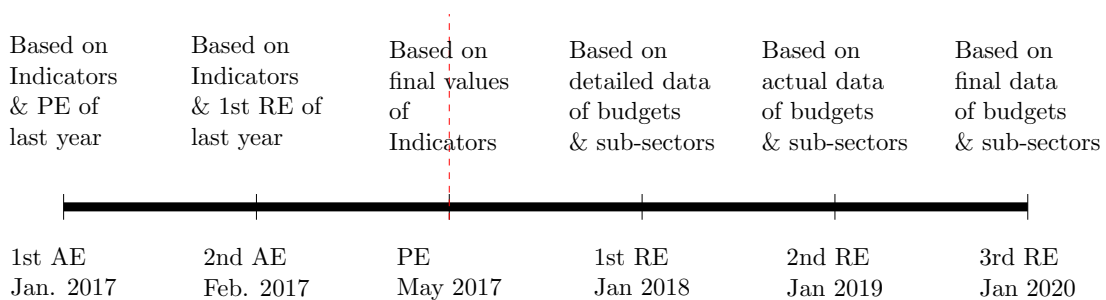 Based on
Indicators
& PE of
last year
Based on
Indicators
& 1st RE of
last year
Based on
final values
of
Indicators
Based on
detailed data
of budgets
& sub-sectors
Based on
actual data
of budgets
& sub-sectors
Based on
final data
of budgets
& sub-sectors
1st AE
Jan. 2017
2nd AE
Feb. 2017
PE
May 2017
1st RE
Jan 2018
2nd RE
Jan 2019
3rd RE
Jan 2020